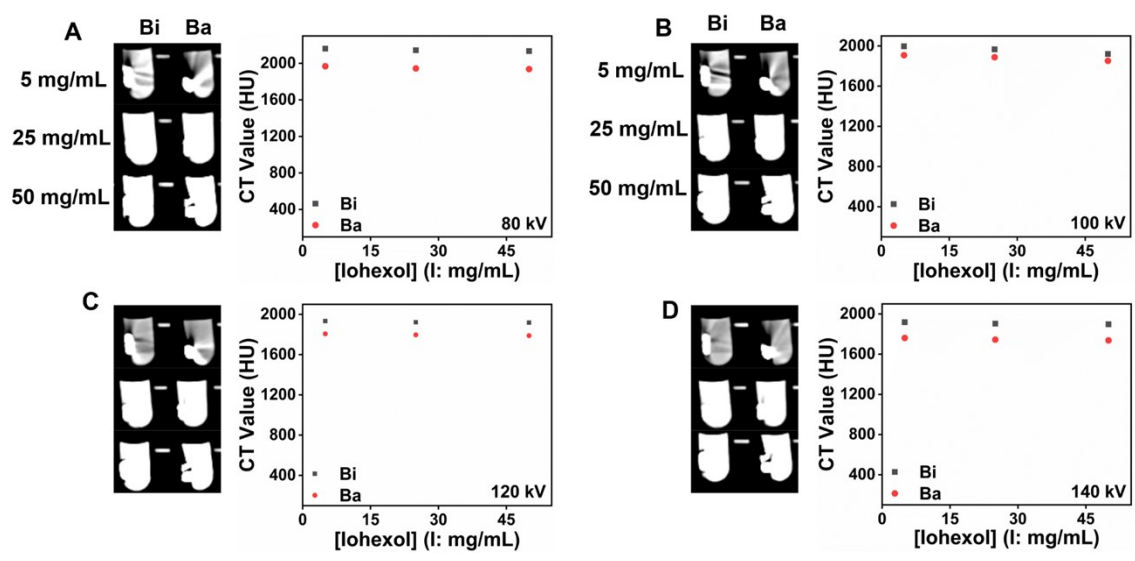 A
Bi Ba
5 mg/mL
25 mg/mL
50 mg/mL
CT Value (HU)
2000
1600
1200
800
400
Bi
Ba
80 kV
0 15 30 45
[Iohexol] (I: mg/mL)
B
Bi Ba
5 mg/mL
25 mg/mL
50 mg/mL
CT Value (HU)
2000
1600
1200
800
400
Bi
Ba
100 kV
0 15 30 45
[Iohexol] (I: mg/mL)
C
CT Value (HU)
2000
1600
1200
800
400
Bi
Ba
120 kV
0 15 30 45
[Iohexol] (I: mg/mL)
D
CT Value (HU)
2000
1600
1200
800
400
Bi
Ba
140 kV
0 15 30 45
[Iohexol] (I: mg/mL)